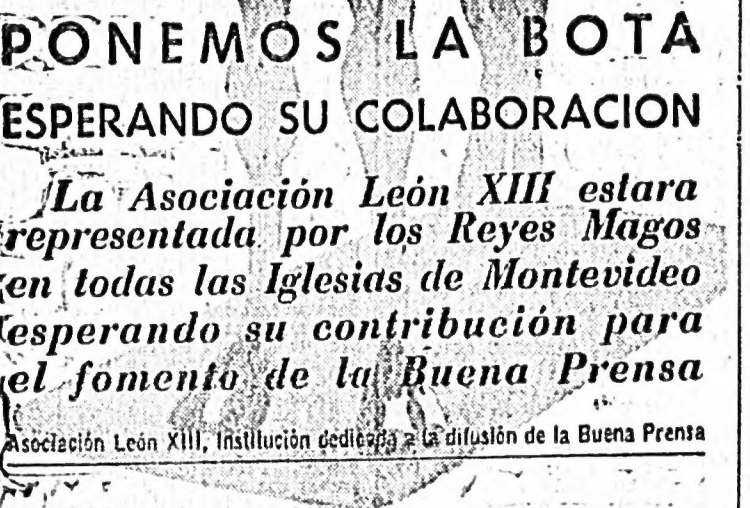 PONEMOS LA BOTA
ESPERANDO SU COLABORACION
La Asociación León XIII estara
representada por los Reyes Magos
en todas las Iglesias de Montevideo
esperando su contribución para
el fomento de la Buena Prensa
Asociación León XIII, Institución dedicada a la difusión de la Buena Prensa